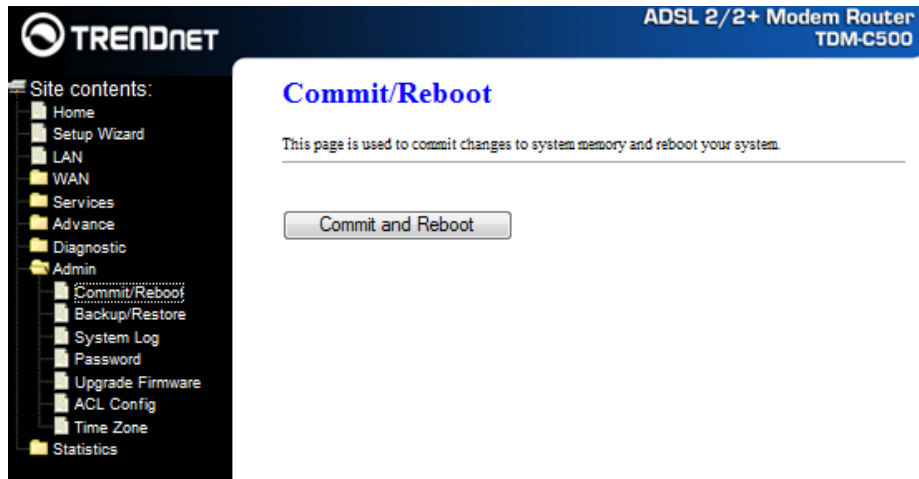 TRENDNET
ADSL 2/2+ Modem Router
TDM-C500
Site contents:
Home
Setup Wizard
LAN
WAN
Services
Advance
Diagnostic
Admin
Commit/Reboot
Backup/Restore
System Log
Password
Upgrade Firmware
ACL Config
Time Zone
Statistics
Commit/Reboot
This page is used to commit changes to system memory and reboot your system.
Commit and Reboot